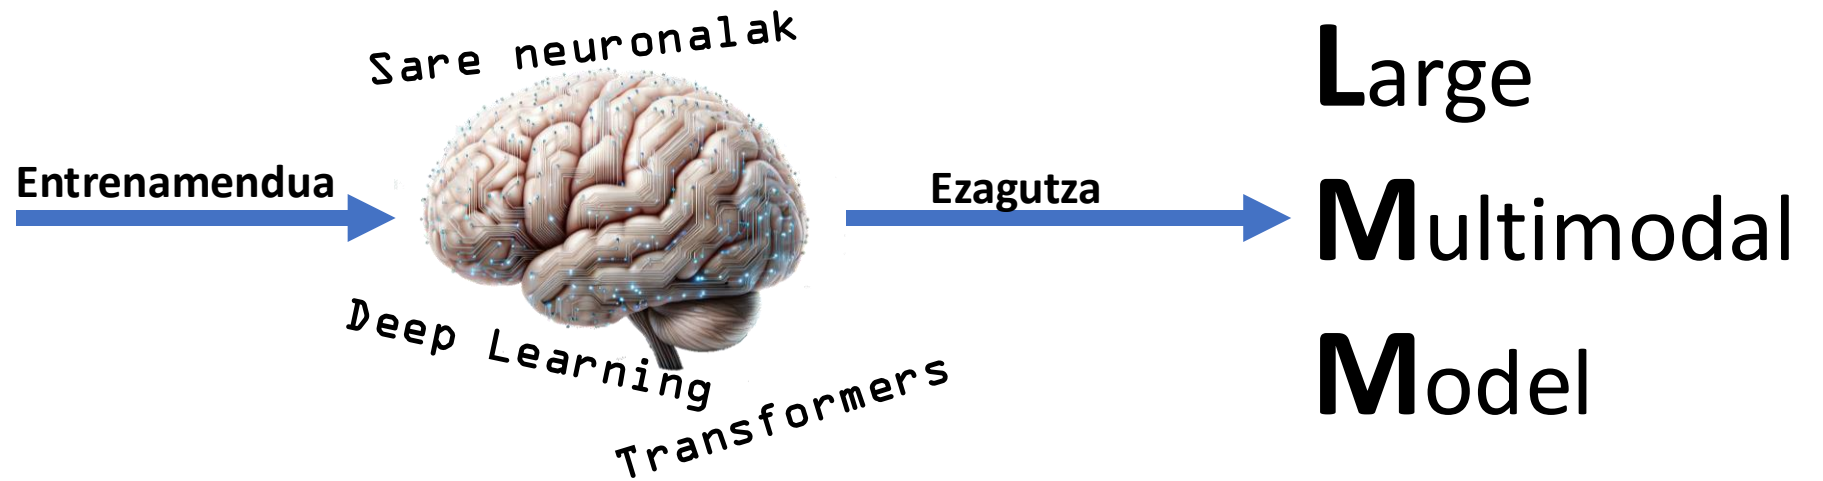 Sare neuronalak
Entrenamendua
Deep Learning
Transformers
Ezagutza
Large
Multimodal
Model